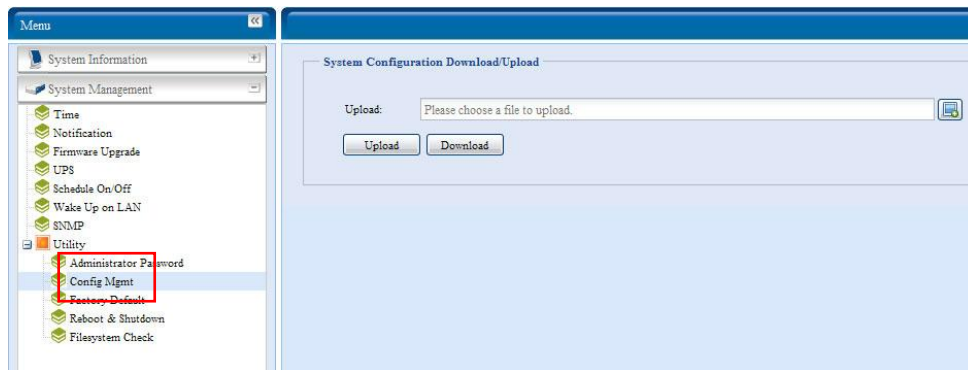 Menu
System Information
System Management
Time
Notification
Firmware Upgrade
UPS
Schedule On/Off
Wake Up on LAN
SNMP
Utility
Administrator Password
Config Mgmt
Factory Default
Reboot & Shutdown
Filesystem Check
System Configuration Download/Upload
Upload: Please choose a file to upload.
Upload Download